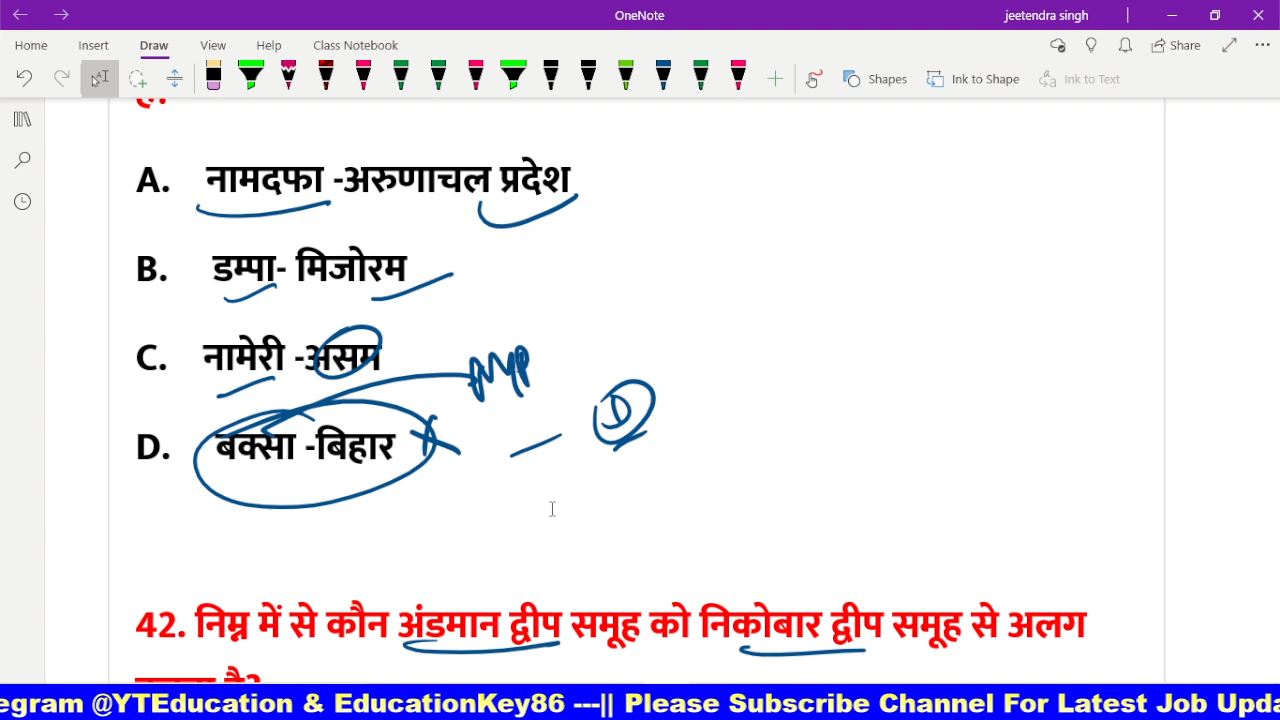 OneNote
jeetendra singh
Home Insert Draw View Help Class Notebook
Share
Shapes Ink to Shape Ink to Text
A. नामदफा -अरुणाचल प्रदेश
B. डम्पा- मिजोरम
C. नामेरी -असम
D. बक्सा -बिहार
D
42. निम्न में से कौन अंडमान द्वीप समूह को निकोबार द्वीप समूह से अलग
egram @YTEducation & EducationKey86 ---|| Please Subscribe Channel For Latest Job Upda